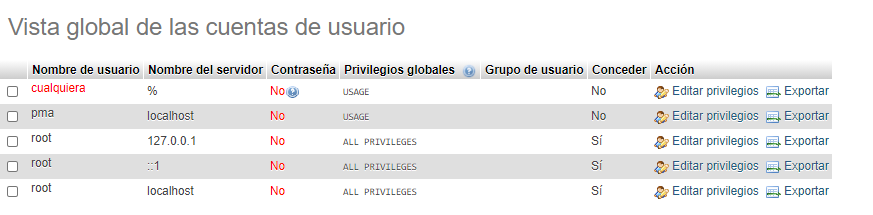 Vista global de las cuentas de usuario
Nombre de usuario Nombre del servidor Contraseña Privilegios globales Grupo de usuario Conceder Acción
cualquiera % No USAGE No Editar privilegios Exportar
pma localhost No USAGE No Editar privilegios Exportar
root 127.0.0.1 No ALL PRIVILEGES Sí Editar privilegios Exportar
root ::1 No ALL PRIVILEGES Sí Editar privilegios Exportar
root localhost No ALL PRIVILEGES Sí Editar privilegios Exportar